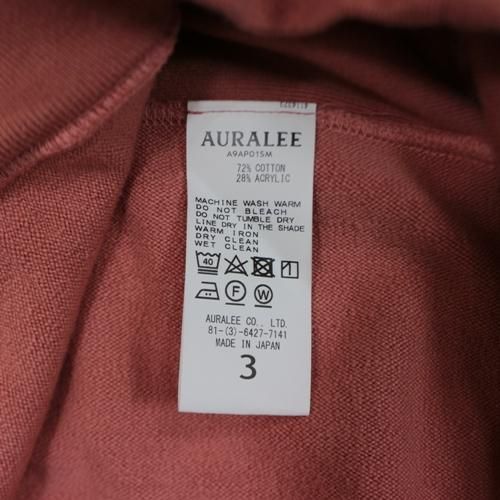 AURALEE
A9AP01SM
72% COTTON
28% ACRYLIC
MACHINE WASH WARM
DO NOT BLEACH
DO NOT TUMBLE DRY
LINE DRY IN THE SHADE
WARM IRON
DRY CLEAN
WET CLEAN
40
F W
AURALEE CO., LTD.
81-(3)-6427-7141
MADE IN JAPAN
3